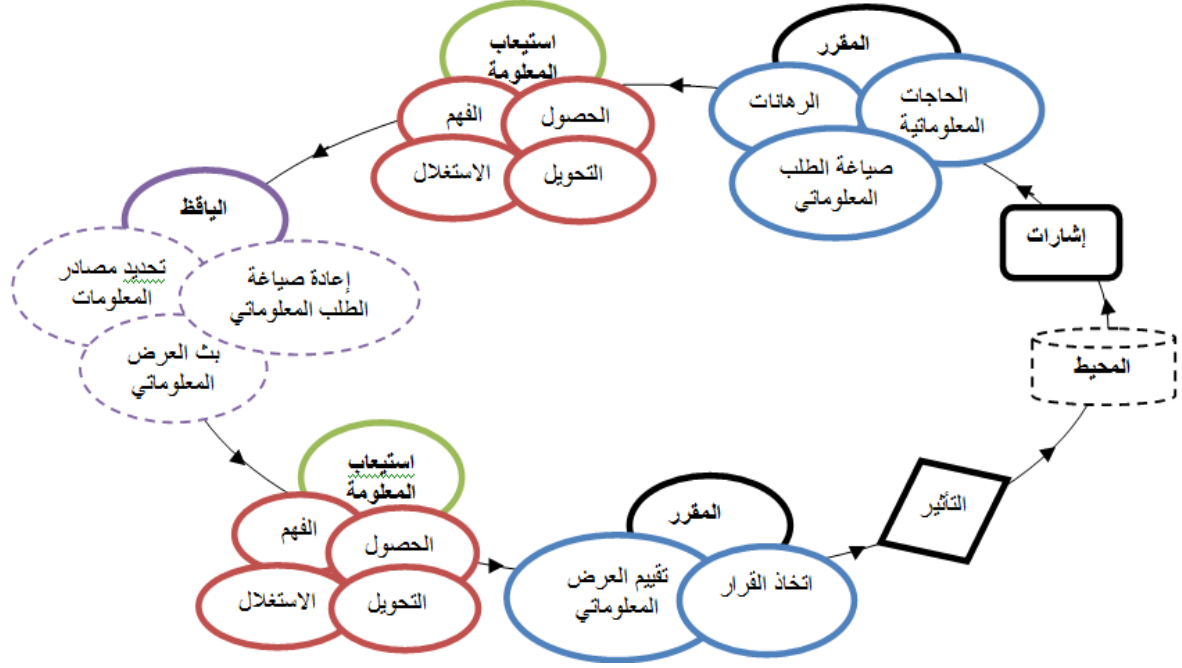 المقرر
الرهانات
الحاجات
المعلوماتية
صياغة الطلب
المعلوماتي
استيعاب
المعلومة
الحصول
الفهم
التحويل
الاستغلال
الياقظ
تحديد مصادر
المعلومات
إعادة صياغة
الطلب المعلوماتي
بث العرض
المعلوماتي
استيعاب
المعلومة
الفهم
الحصول
الاستغلال
التحويل
المقرر
تقييم العرض
المعلوماتي
اتخاذ القرار
التأثير
المحيط
إشارات